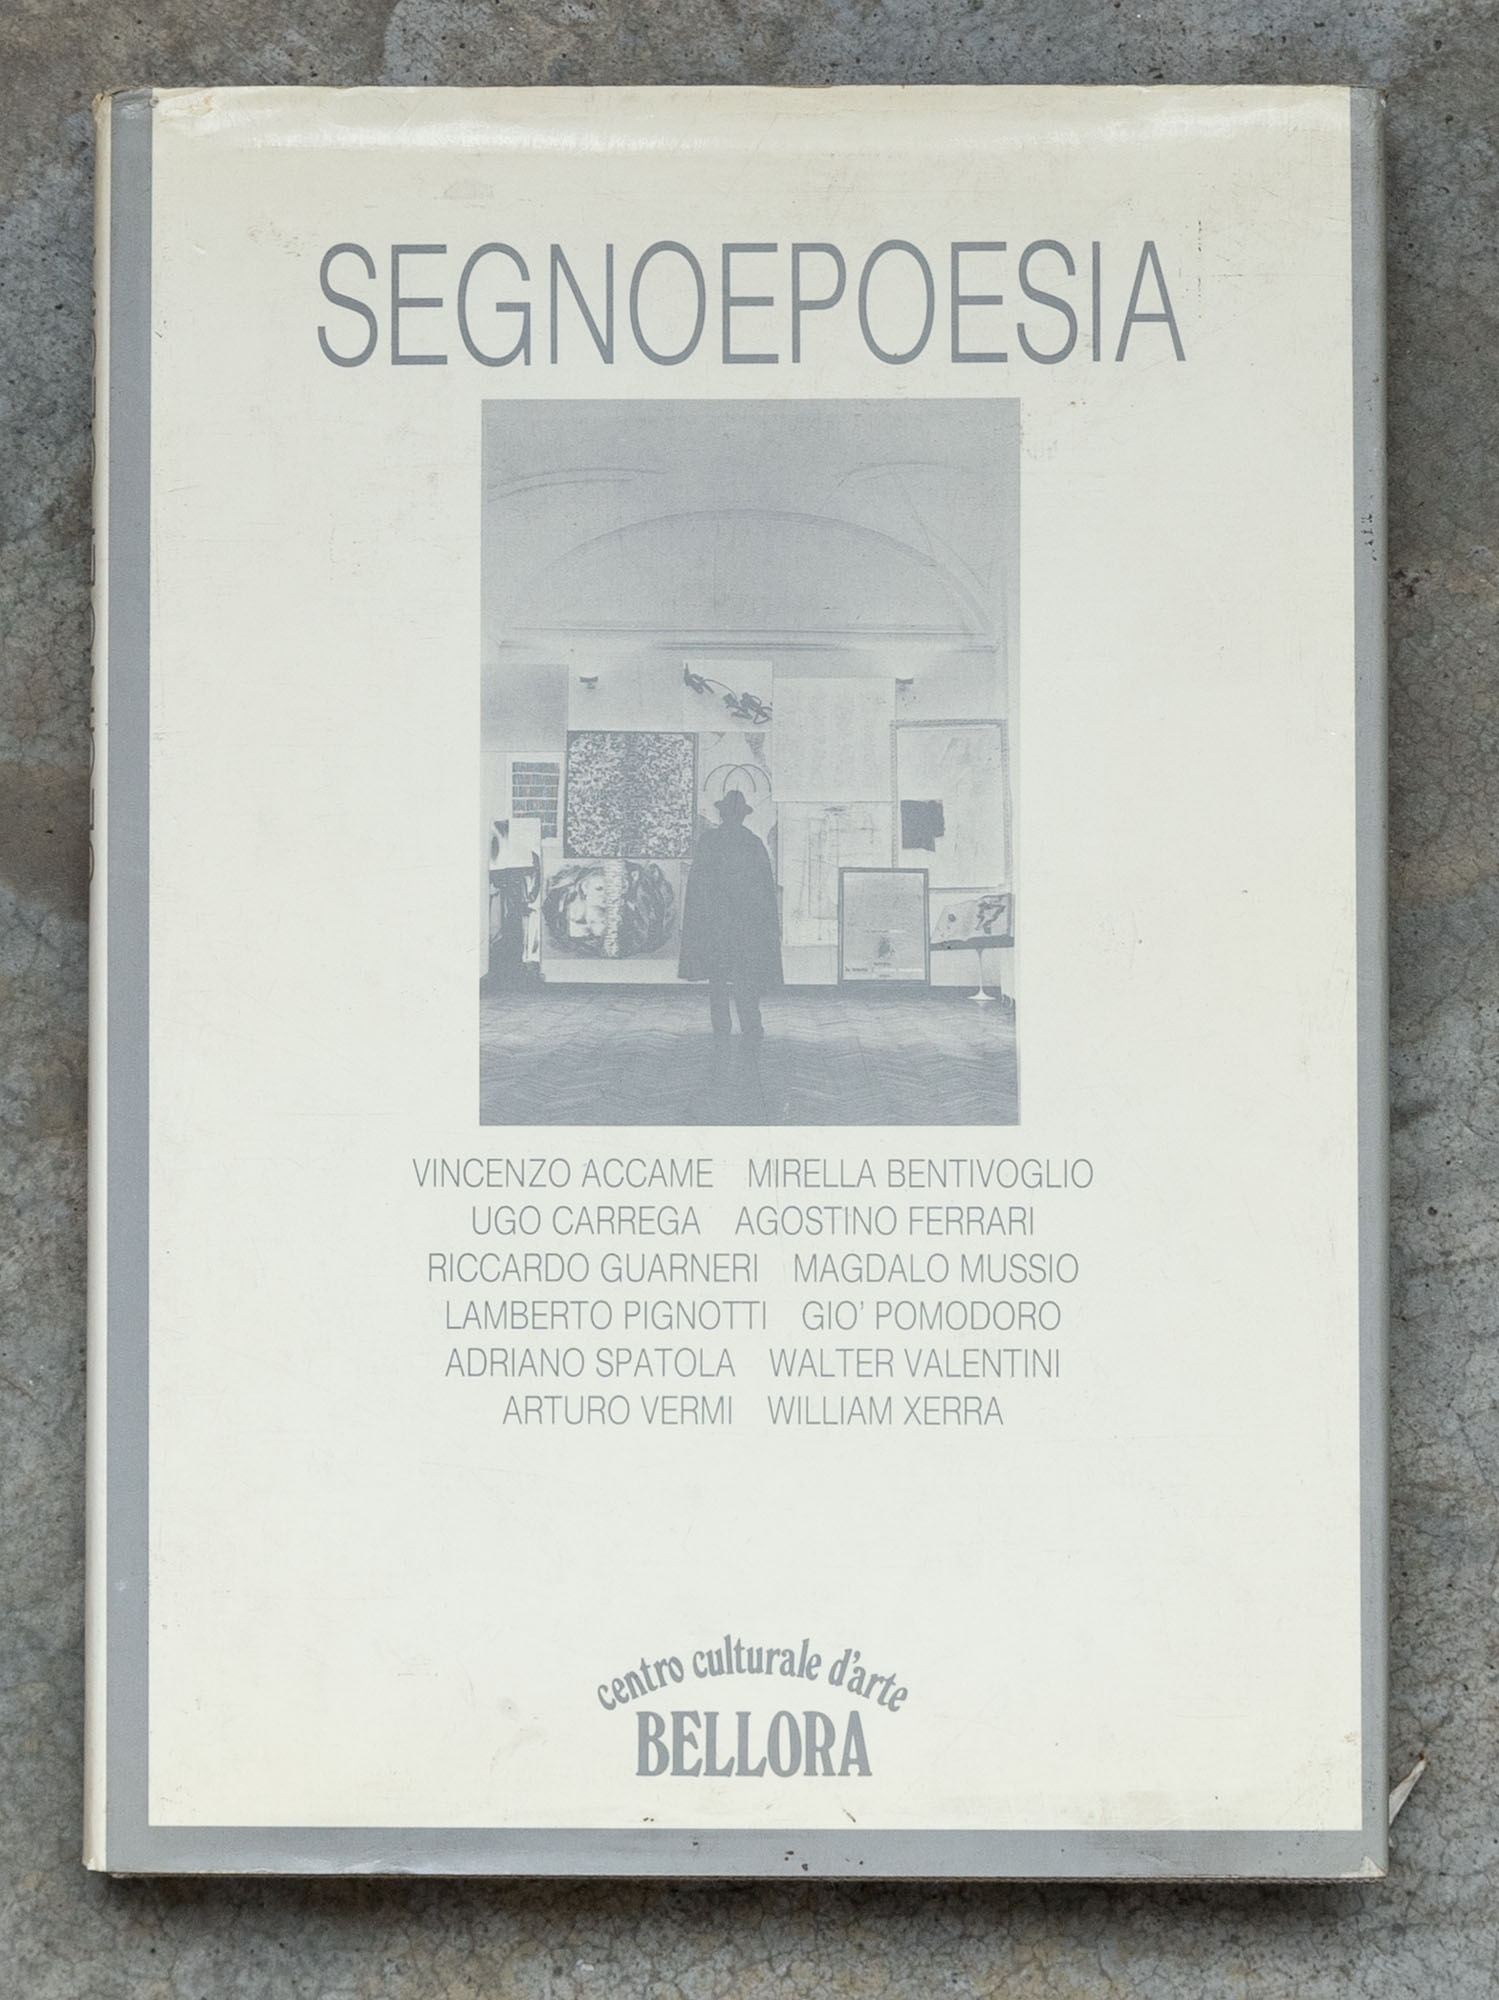 SEGNOEPOESIA
VINCENZO ACCAME MIRELLA BENTIVOGLIO
UGO CARREGA AGOSTINO FERRARI
RICCARDO GUARNERI MAGDALO MUSSIO
LAMBERTO PIGNOTTI GIO' POMODORO
ADRIANO SPATOLA WALTER VALENTINI
ARTURO VERMI WILLIAM XERRA
centro culturale d'arte
BELLORA